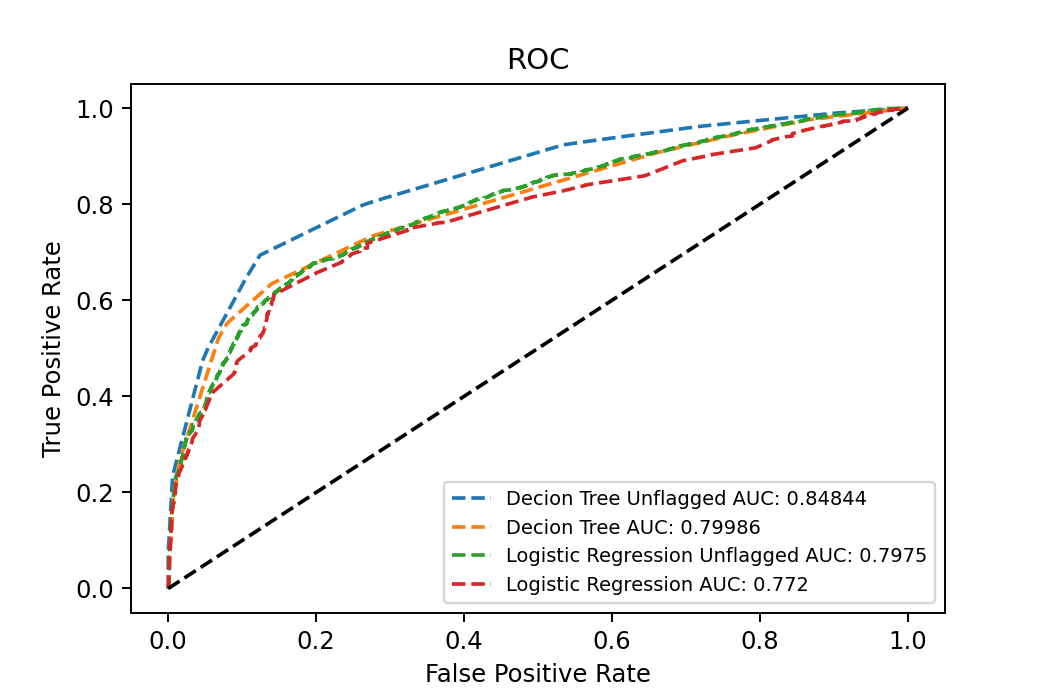 ROC
True Positive Rate
1.0
0.8
0.6
0.4
0.2
0.0
Decion Tree Unflagged AUC: 0.84844
Decion Tree AUC: 0.79986
Logistic Regression Unflagged AUC: 0.7975
Logistic Regression AUC: 0.772
0.0 0.2 0.4 0.6 0.8 1.0
False Positive Rate